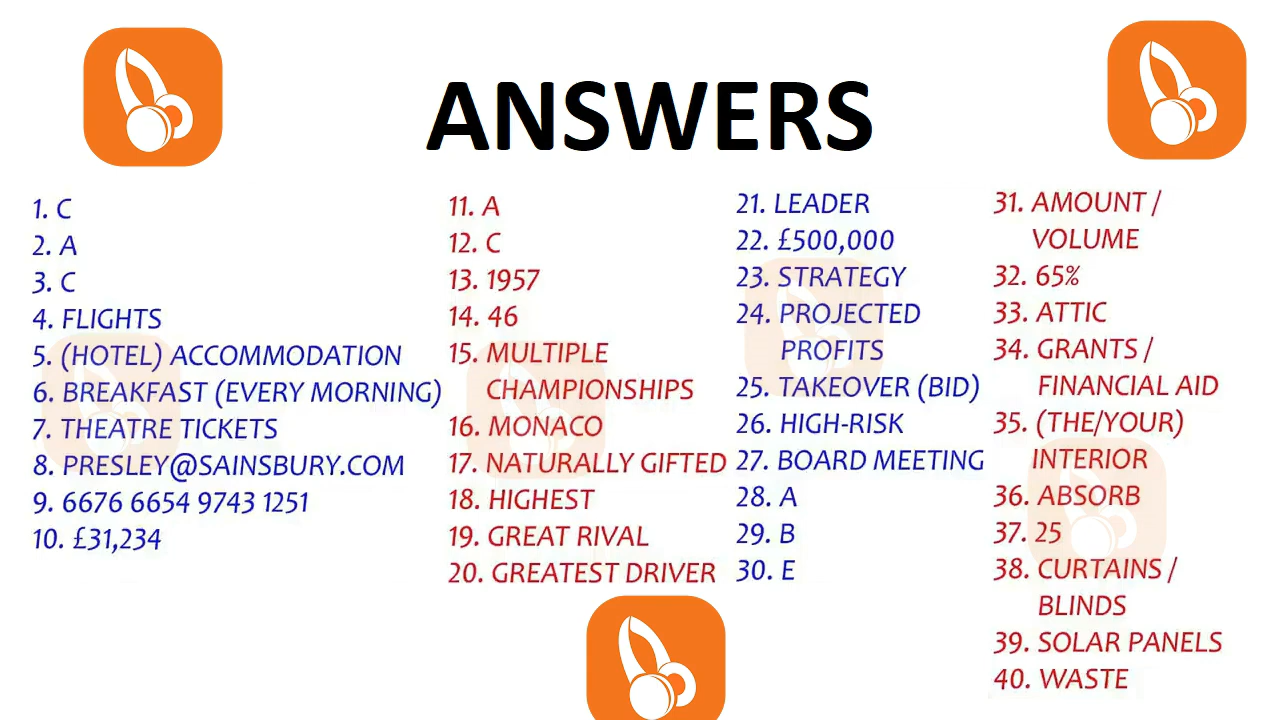 ANSWERS
1. C
2. A
3. C
4. FLIGHTS
5. (HOTEL) ACCOMMODATION
6. BREAKFAST (EVERY MORNING)
7. THEATRE TICKETS
8. PRESLEY@SAINSBURY.COM
9. 6676 6654 9743 1251
10. £31,234
11. A
12. C
13. 1957
14. 46
15. MULTIPLE
CHAMPIONSHIPS
16. MONACO
17. NATURALLY GIFTED
18. HIGHEST
19. GREAT RIVAL
20. GREATEST DRIVER
21. LEADER
22. £500,000
23. STRATEGY
24. PROJECTED
PROFITS
25. TAKEOVER (BID)
26. HIGH-RISK
27. BOARD MEETING
28. A
29. B
30. E
31. AMOUNT /
VOLUME
32. 65%
33. ATTIC
34. GRANTS /
FINANCIAL AID
35. (THE/YOUR)
INTERIOR
36. ABSORB
37. 25
38. CURTAINS /
BLINDS
39. SOLAR PANELS
40. WASTE